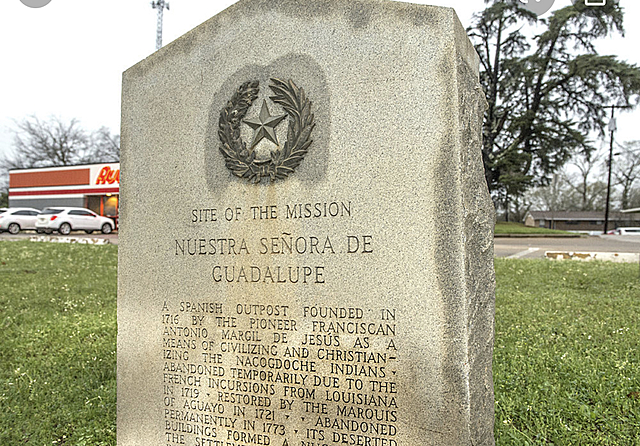 SITE OF THE MISSION
NUESTRA SEÑORA DE
GUADALUPE
A SPANISH OUTPOST FOUNDED IN
1716 BY THE PIONEER FRANCISCAN
ANTONIO MARGIL DE JESÚS AS A
MEANS OF CIVILIZING AND CHRISTIAN-
IZING THE NACOGDOCHE INDIANS •
ABANDONED TEMPORARILY DUE TO THE
FRENCH INCURSIONS FROM LOUISIANA
IN 1719 • RESTORED BY THE MARQUIS
OF AGUAYO IN 1721 • ABANDONED
PERMANENTLY IN 1773 • ITS DESERTED
BUILDINGS FORMED A
THE